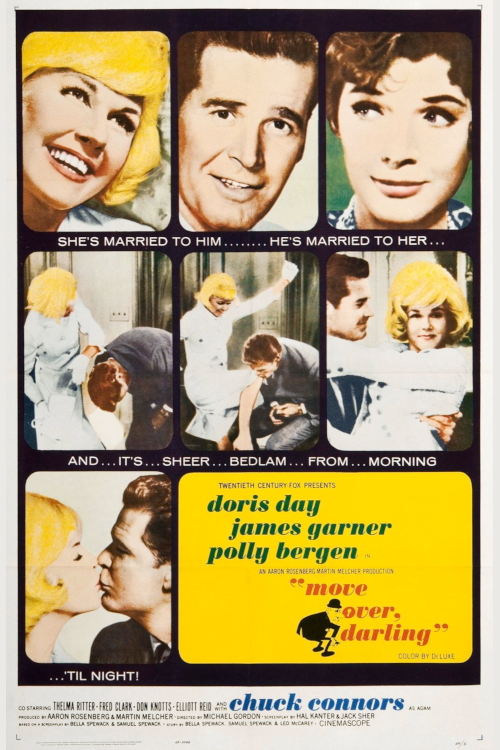 SHE'S MARRIED TO HIM........ HE'S MARRIED TO HER...
AND...IT'S...SHEER...BEDLAM...FROM...MORNING
TWENTIETH CENTURY-FOX PRESENTS
doris day
james garner
polly bergen IN
AN AARON ROSENBERG·MARTIN MELCHER PRODUCTION
"move
over,
darling"
COLOR BY DE LUXE
...'TIL NIGHT!
CO STARRING THELMA RITTER · FRED CLARK · DON KNOTTS · ELLIOTT REID AND WITH chuck connors AS ADAM
PRODUCED BY AARON ROSENBERG & MARTIN MELCHER · DIRECTED BY MICHAEL GORDON · SCREENPLAY BY HAL KANTER & JACK SHER
BASED ON A SCREENPLAY BY BELLA SPEWACK & SAMUEL SPEWACK · STORY BY BELLA SPEWACK, SAMUEL SPEWACK & LEO McCAREY · CINEMASCOPE